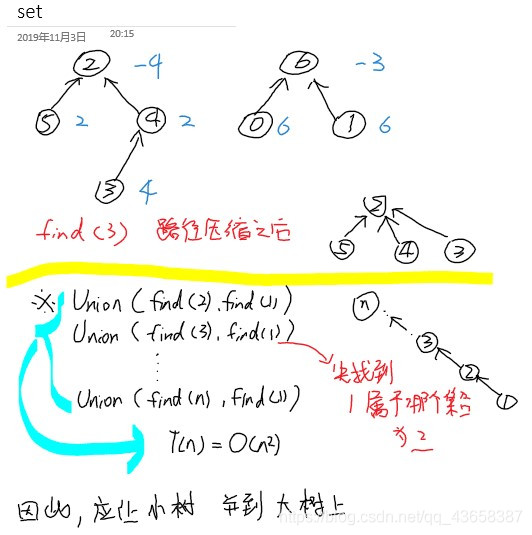 set
2019年11月3日 20:15
2 -4 6 -3
5 2 4 2 0 6 1 6
3 4
find(3) 路径压缩之后
2
5 4 3
※ Union(find(2),find(1))
Union(find(3),find(1))
⋮
Union(find(n),find(1))
n
3
2
1
先找到
1属于哪个集合
为2
T(n)=O(n²)
因此,应让小树 并到大树上
https://blog.csdn.net/qq_43658387